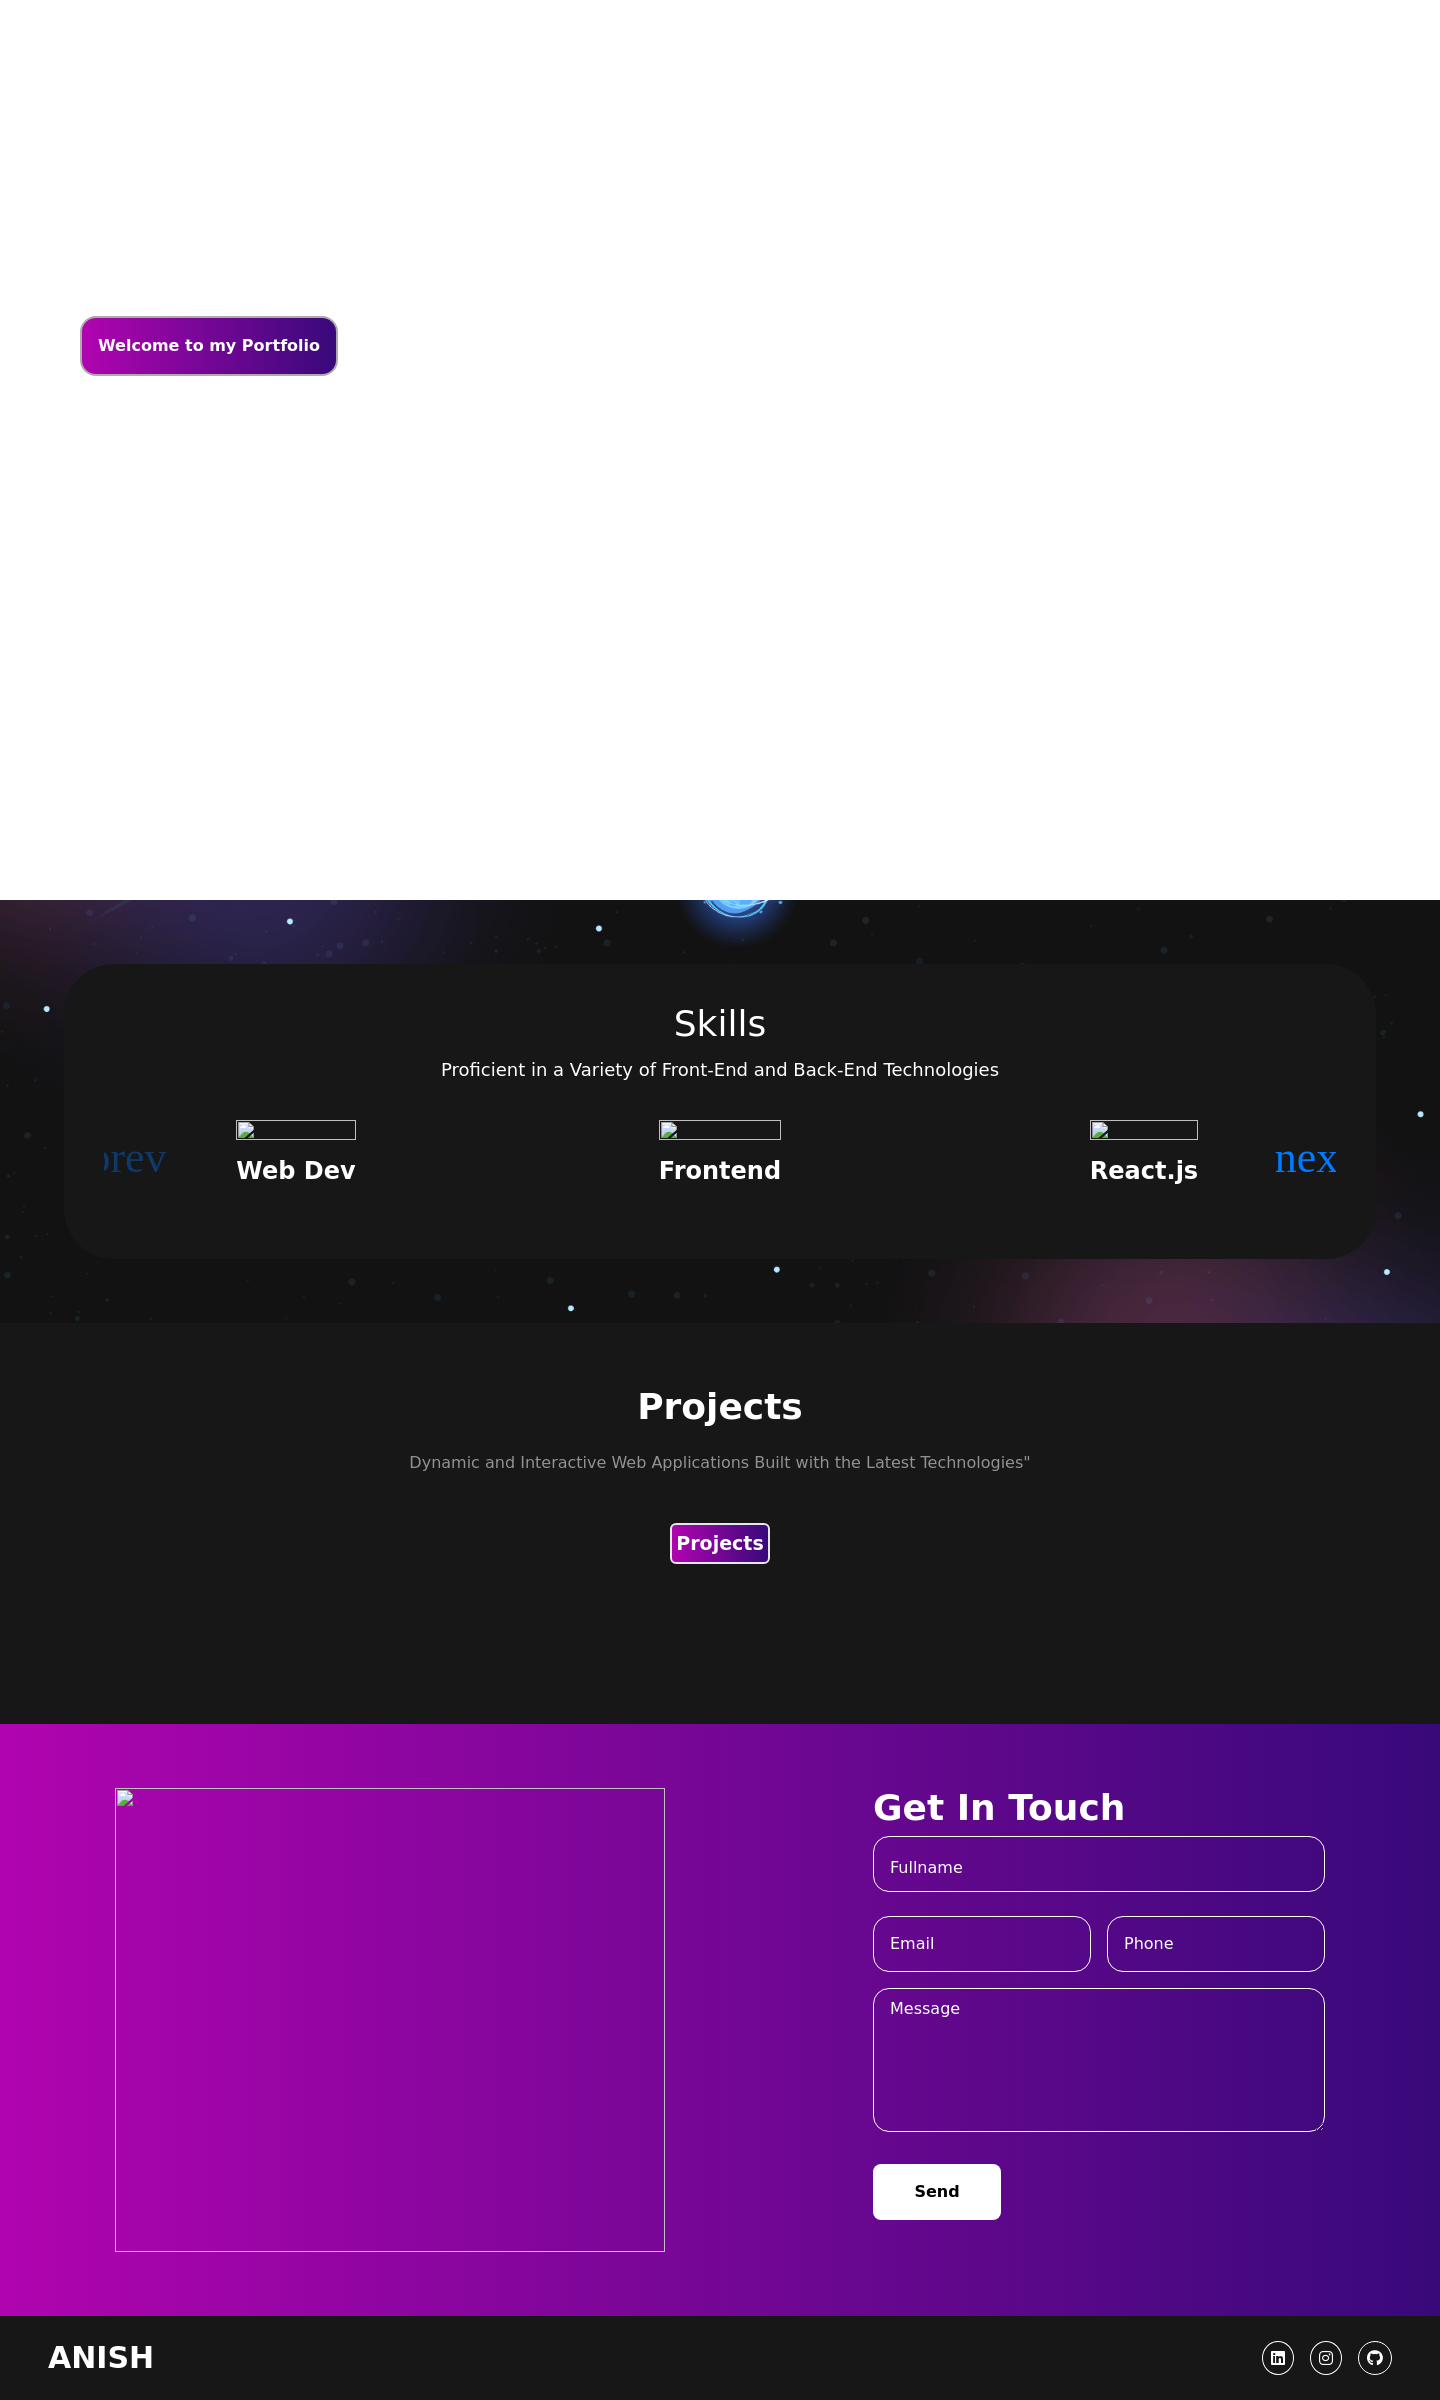 Welcome to my Portfolio
Skills
Proficient in a Variety of Front-End and Back-End Technologies
prev
Web Dev
Frontend
React.js
nex
Projects
Dynamic and Interactive Web Applications Built with the Latest Technologies"
Projects
Get In Touch
Fullname
Email
Phone
Message
Send
ANISH